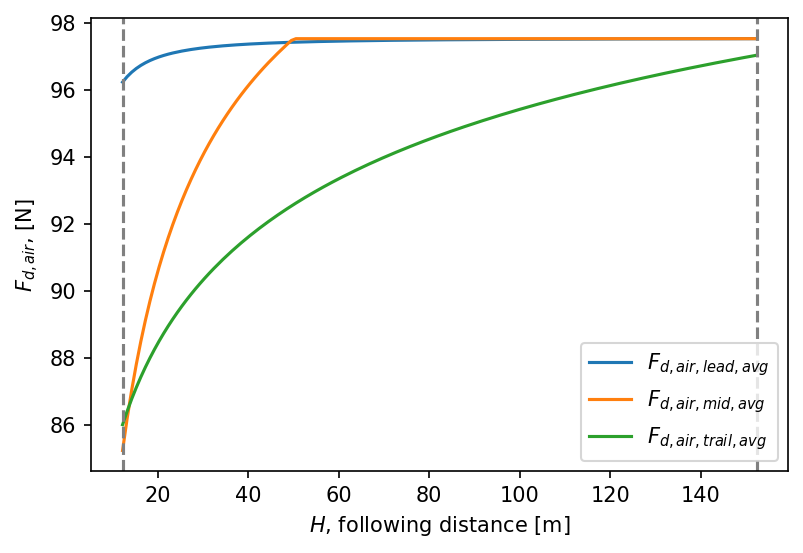 98
96
94
92
90
88
86
F_{d,air}, [N]
20 40 60 80 100 120 140
H, following distance [m]
F_{d,air,lead,avg}
F_{d,air,mid,avg}
F_{d,air,trail,avg}